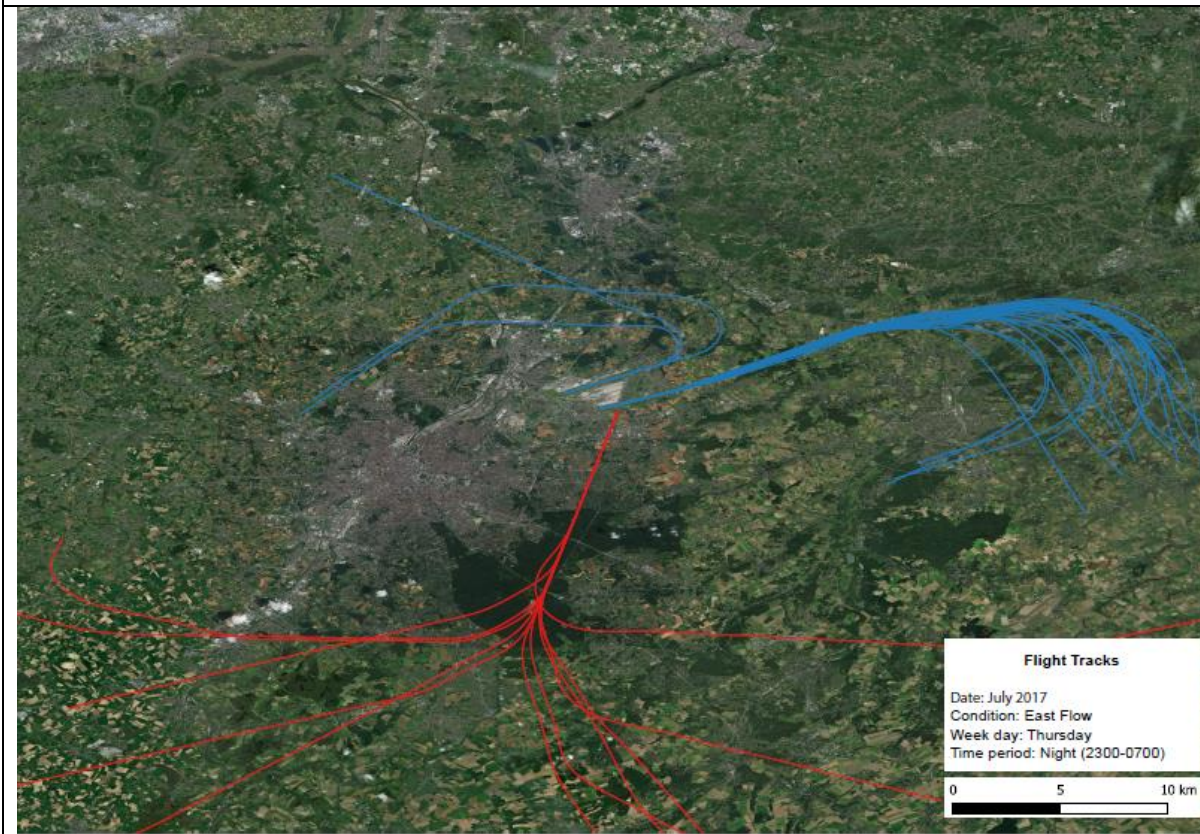 Flight Tracks
Date: July 2017
Condition: East Flow
Week day: Thursday
Time period: Night (2300-0700)
0 5 10 km